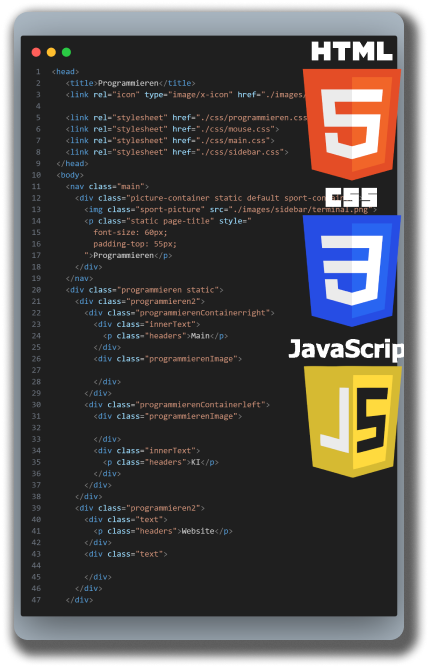 HTML
1 <head>
2 <title>Programmieren</title>
3 <link rel="icon" type="image/x-icon" href="./images/
4
5 <link rel="stylesheet" href="./css/programmieren.css
6 <link rel="stylesheet" href="./css/mouse.css">
7 <link rel="stylesheet" href="./css/main.css">
8 <link rel="stylesheet" href="./css/sidebar.css">
9 </head>
10 <body>
11 <nav class="main">
12 <div class="picture-container static default sport-container">
CSS
13 <img class="sport-picture" src="./images/sidebar/terminal.png">
14 <p class="static page-title" style="
15 font-size: 60px;
16 padding-top: 55px;
17 ">Programmieren</p>
18 </div>
19 </nav>
20 <div class="programmieren static">
21 <div class="programmieren2">
22 <div class="programmierenContainerright">
23 <div class="innerText">
24 <p class="headers">Main</p>
25 </div>
JavaScrip
26 <div class="programmierenImage">
27
28 </div>
29 </div>
30 <div class="programmierenContainerleft">
31 <div class="programmierenImage">
32
JS
33 </div>
34 <div class="innerText">
35 <p class="headers">KI</p>
36 </div>
37 </div>
38 </div>
39 <div class="programmieren2">
40 <div class="text">
41 <p class="headers">Website</p>
42 </div>
43 <div class="text">
44
45 </div>
46 </div>
47 </div>